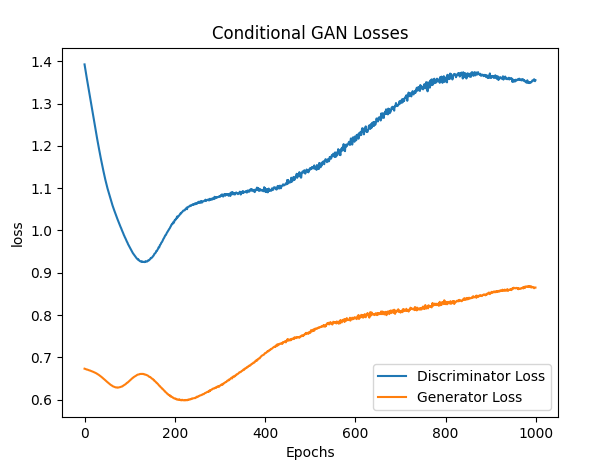 Conditional GAN Losses
1.4
1.3
1.2
1.1
1.0
0.9
0.8
0.7
0.6
loss
Discriminator Loss
Generator Loss
0 200 400 600 800 1000
Epochs